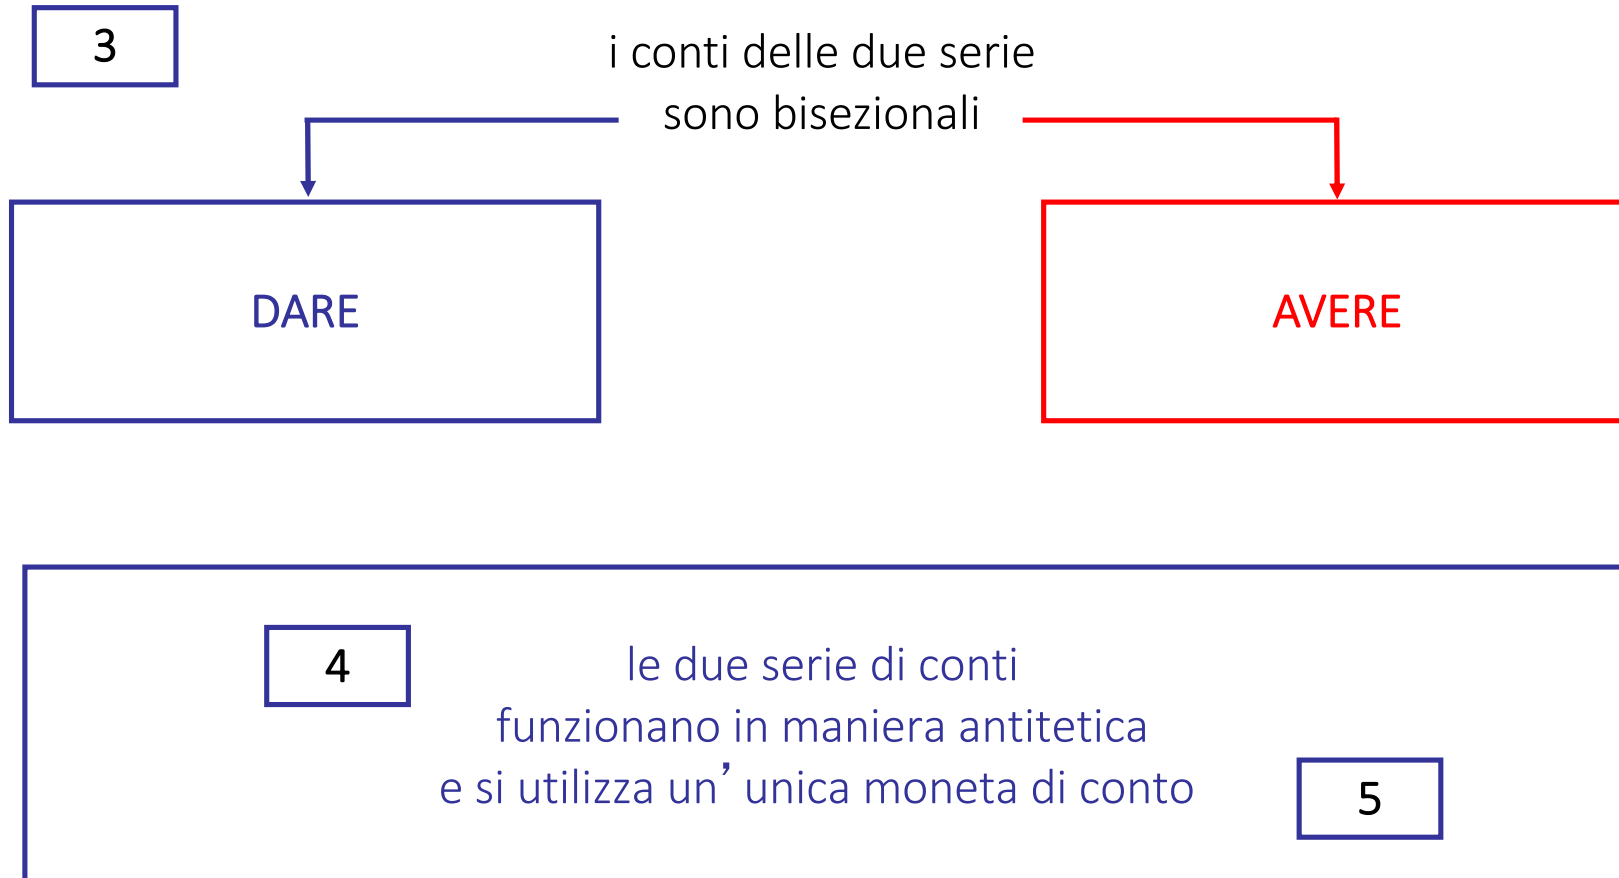 3
i conti delle due serie
sono bisezionali
DARE
AVERE
4
le due serie di conti
funzionano in maniera antitetica
e si utilizza un’ unica moneta di conto
5